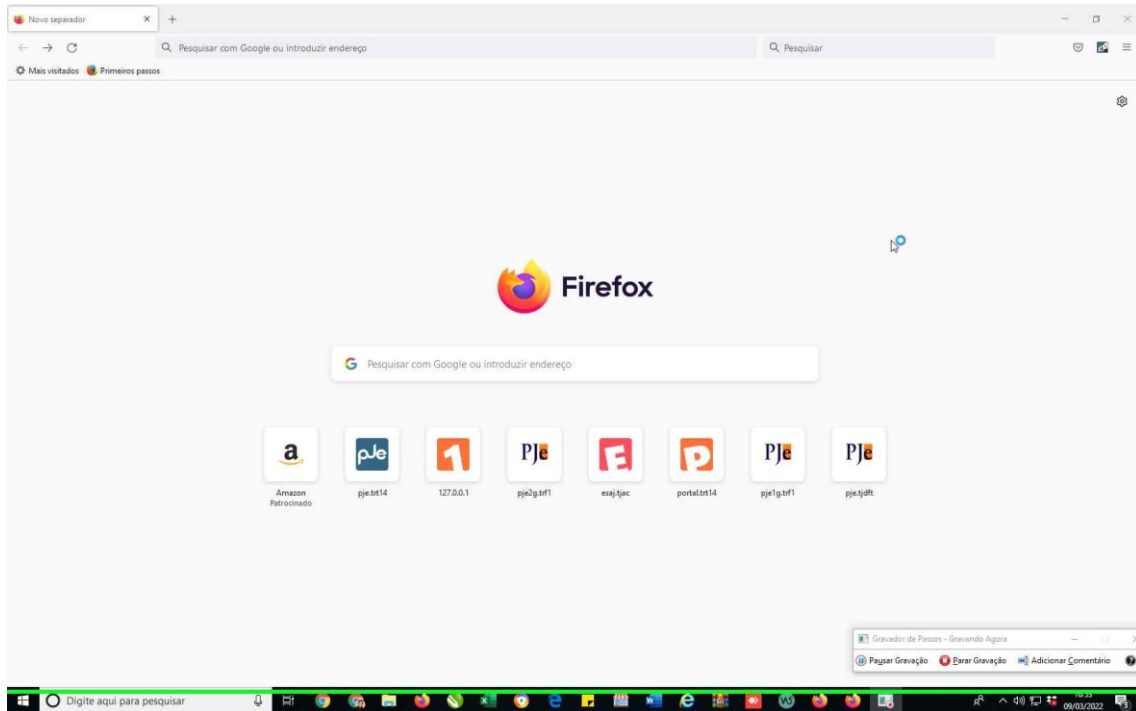 Novo separador
Pesquisar com Google ou introduzir endereço
Pesquisar
Mais visitados
Primeiros passos
Firefox
Pesquisar com Google ou introduzir endereço
a
pje
1
PJe
E
P
PJe
PJe
Amazon
Patrocinado
pje.trt14
127.0.0.1
pje2g.trf1
esaj.tjac
portal.trt14
pje1g.trf1
pje.tjdft
Gravador de Passos - Gravando Agora
Pausar Gravação
Parar Gravação
Adicionar Comentário
Digite aqui para pesquisar
09/03/2022